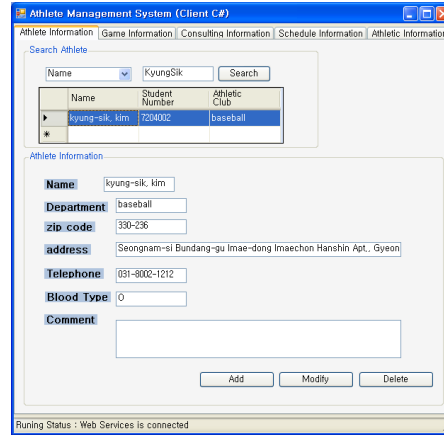 Athlete Management System (Client C#)
Athlete Information Game Information Consulting Information Schedule Information Athletic Information
Search Athlete
Name KyungSik Search
Name Student Number Athletic Club
kyung-sik, kim 7204002 baseball
Athlete Information
Name kyung-sik, kim
Department baseball
zip code 330-236
address Seongnam-si Bundang-gu Imae-dong Imaechon Hanshin Apt,, Gyeon
Telephone 031-8002-1212
Blood Type O
Comment
Add Modify Delete
Runing Status : Web Services is connected